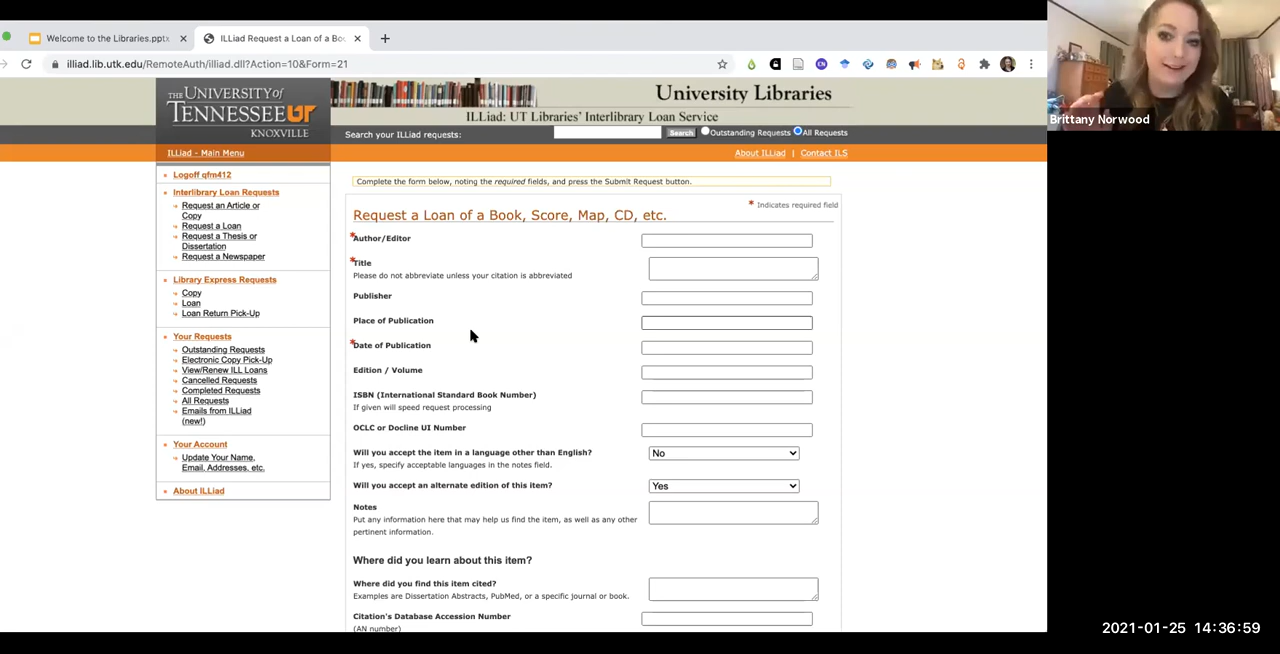 Welcome to the Libraries.pptx
ILLiad Request a Loan of a Bo
illiad.lib.utk.edu/RemoteAuth/illiad.dll?Action=10&Form=21
Brittany Norwood
THE UNIVERSITY of
TENNESSEE UT
KNOXVILLE
University Libraries
ILLiad: UT Libraries' Interlibrary Loan Service
Search your ILLiad requests:
Search
Outstanding Requests
All Requests
ILLiad - Main Menu
About ILLiad | Contact ILS
Logoff qfm412
Interlibrary Loan Requests
Request an Article or
Copy
Request a Loan
Request a Thesis or
Dissertation
Request a Newspaper
Library Express Requests
Copy
Loan
Loan Return Pick-Up
Your Requests
Outstanding Requests
Electronic Copy Pick-Up
View/Renew ILL Loans
Cancelled Requests
Completed Requests
All Requests
Emails from ILLiad
(new!)
Your Account
Update Your Name,
Email, Addresses, etc.
About ILLiad
Complete the form below, noting the required fields, and press the Submit Request button.
* Indicates required field
Request a Loan of a Book, Score, Map, CD, etc.
*Author/Editor
*Title
Please do not abbreviate unless your citation is abbreviated
Publisher
Place of Publication
*Date of Publication
Edition / Volume
ISBN (International Standard Book Number)
If given will speed request processing
OCLC or Docline UI Number
Will you accept the item in a language other than English?
No
If yes, specify acceptable languages in the notes field.
Will you accept an alternate edition of this item?
Yes
Notes
Put any information here that may help us find the item, as well as any other
pertinent information.
Where did you learn about this item?
Where did you find this item cited?
Examples are Dissertation Abstracts, PubMed, or a specific journal or book.
Citation's Database Accession Number
(AN number)
2021-01-25 14:36:59